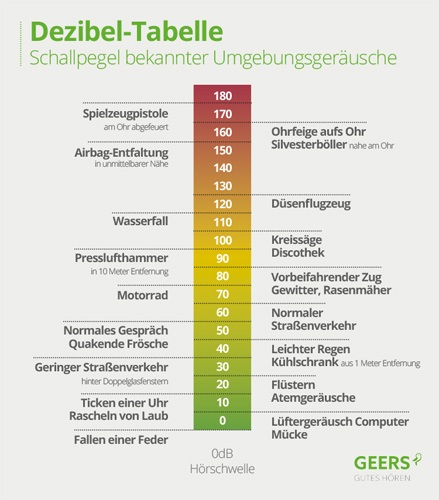 Dezibel-Tabelle
Schallpegel bekannter Umgebungsgeräusche
180
Spielzeugpistole
am Ohr abgefeuert
170
160
Ohrfeige aufs Ohr
Silvesterböller nahe am Ohr
Airbag-Entfaltung
in unmittelbarer Nähe
150
140
130
120
Düsenflugzeug
Wasserfall
110
100
Kreissäge
Discothek
Presslufthammer
in 10 Meter Entfernung
90
80
Vorbeifahrender Zug
Gewitter, Rasenmäher
Motorrad
70
60
Normaler
Straßenverkehr
Normales Gespräch
Quakende Frösche
50
40
Leichter Regen
Kühlschrank aus 1 Meter Entfernung
Geringer Straßenverkehr
hinter Doppelglasfenstern
30
20
Flüstern
Atemgeräusche
Ticken einer Uhr
Rascheln von Laub
10
0
Lüftergeräusch Computer
Mücke
Fallen einer Feder
0dB
Hörschwelle
GEERS
GUTES HÖREN